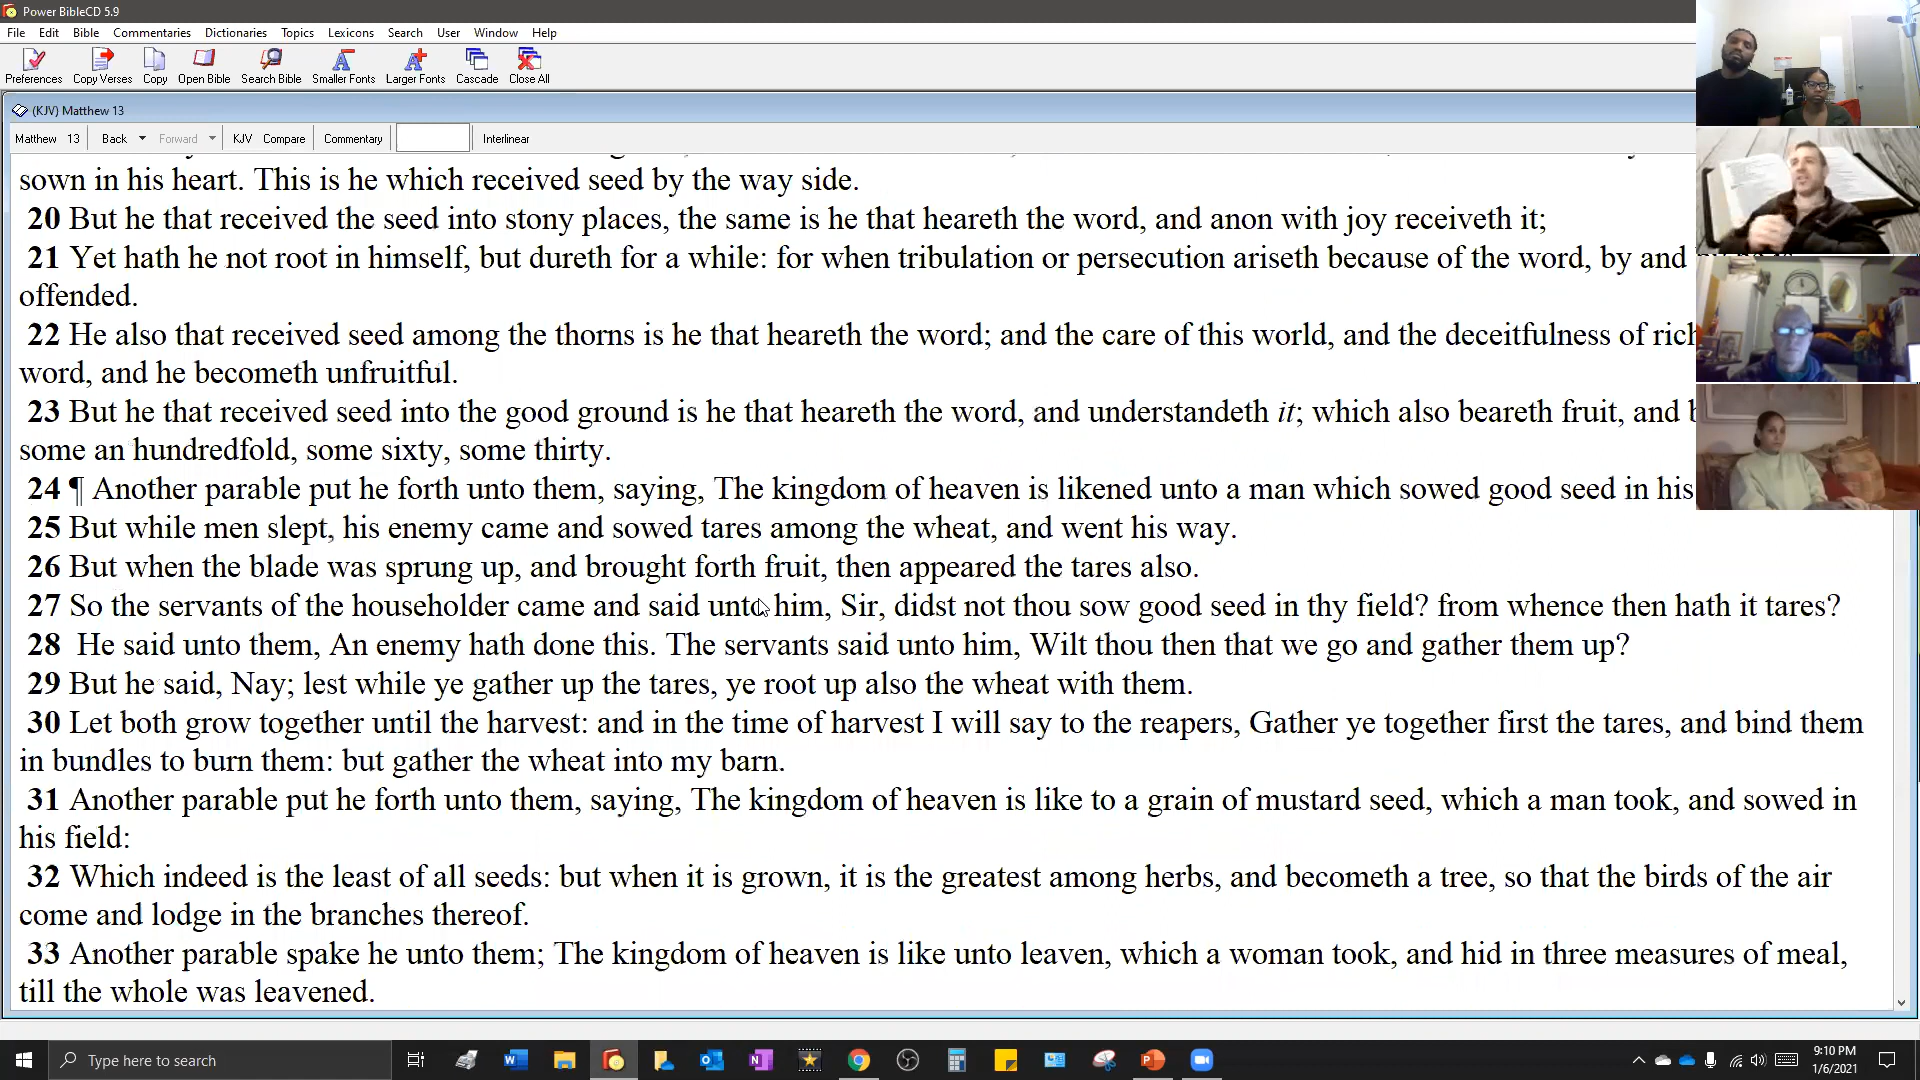 Power BibleCD 5.9
File Edit Bible Commentaries Dictionaries Topics Lexicons Search User Window Help
Preferences Copy Verses Copy Open Bible Search Bible Smaller Fonts Larger Fonts Cascade Close All
(KJV) Matthew 13
Matthew 13 Back Forward KJV Compare Commentary Interlinear
sown in his heart. This is he which received seed by the way side.
20 But he that received the seed into stony places, the same is he that heareth the word, and anon with joy receiveth it;
21 Yet hath he not root in himself, but dureth for a while: for when tribulation or persecution ariseth because of the word, by and
offended.
22 He also that received seed among the thorns is he that heareth the word; and the care of this world, and the deceitfulness of
word, and he becometh unfruitful.
23 But he that received seed into the good ground is he that heareth the word, and understandeth it; which also beareth fruit, and
some an hundredfold, some sixty, some thirty.
24 ¶ Another parable put he forth unto them, saying, The kingdom of heaven is likened unto a man which sowed good seed in his
25 But while men slept, his enemy came and sowed tares among the wheat, and went his way.
26 But when the blade was sprung up, and brought forth fruit, then appeared the tares also.
27 So the servants of the householder came and said unto him, Sir, didst not thou sow good seed in thy field? from whence then hath it tares?
28 He said unto them, An enemy hath done this. The servants said unto him, Wilt thou then that we go and gather them up?
29 But he said, Nay; lest while ye gather up the tares, ye root up also the wheat with them.
30 Let both grow together until the harvest: and in the time of harvest I will say to the reapers, Gather ye together first the tares, and bind them
in bundles to burn them: but gather the wheat into my barn.
31 Another parable put he forth unto them, saying, The kingdom of heaven is like to a grain of mustard seed, which a man took, and sowed in
his field:
32 Which indeed is the least of all seeds: but when it is grown, it is the greatest among herbs, and becometh a tree, so that the birds of the air
come and lodge in the branches thereof.
33 Another parable spake he unto them; The kingdom of heaven is like unto leaven, which a woman took, and hid in three measures of meal,
till the whole was leavened.
Type here to search
9:10 PM
1/6/2021